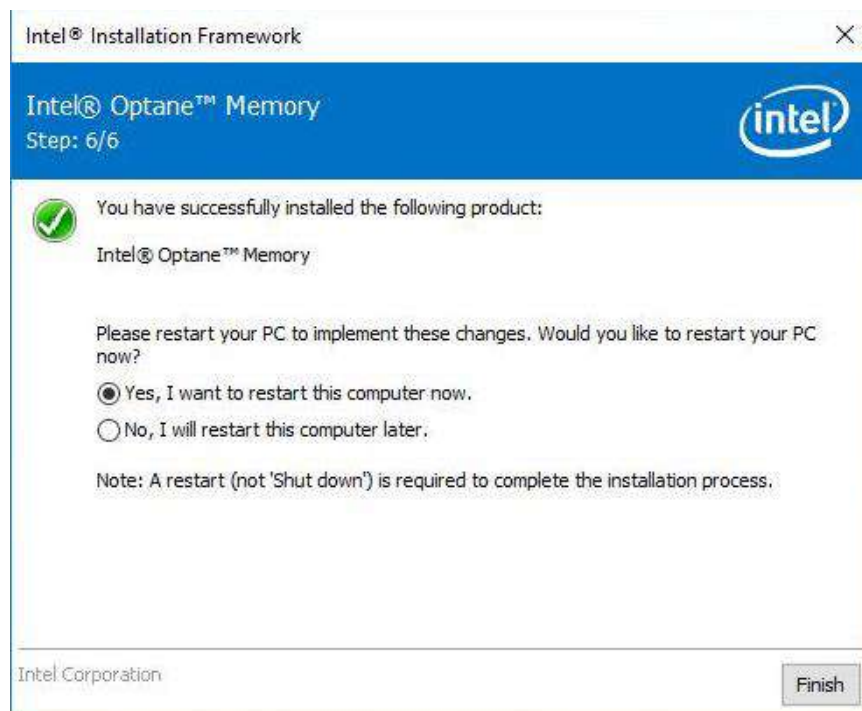 Intel® Installation Framework
Intel® Optane™ Memory
Step: 6/6
intel
You have successfully installed the following product:
Intel® Optane™ Memory
Please restart your PC to implement these changes. Would you like to restart your PC
now?
Yes, I want to restart this computer now.
No, I will restart this computer later.
Note: A restart (not 'Shut down') is required to complete the installation process.
Intel Corporation
Finish